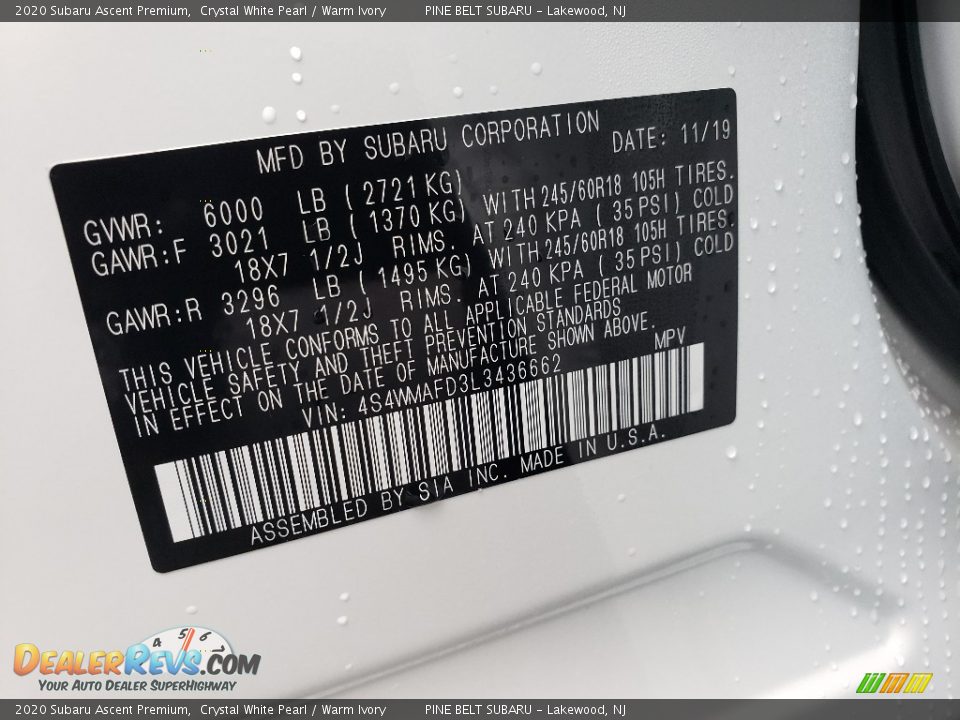 2020 Subaru Ascent Premium, Crystal White Pearl / Warm Ivory PINE BELT SUBARU - Lakewood, NJ
MFD BY SUBARU CORPORATION DATE: 11/19
GVWR: 6000 LB ( 2721 KG)
GAWR:F 3021 LB ( 1370 KG) WITH 245/60R18 105H TIRES.
18X7 1/2J RIMS. AT 240 KPA ( 35 PSI) COLD
GAWR:R 3296 LB ( 1495 KG) WITH 245/60R18 105H TIRES.
18X7 1/2J RIMS. AT 240 KPA ( 35 PSI) COLD
THIS VEHICLE CONFORMS TO ALL APPLICABLE FEDERAL MOTOR
VEHICLE SAFETY AND THEFT PREVENTION STANDARDS
IN EFFECT ON THE DATE OF MANUFACTURE SHOWN ABOVE.
VIN: 4S4WMAFD3L3436662 MPV
ASSEMBLED BY SIA INC. MADE IN U.S.A.
4 5 6
DEALERREVS.COM
YOUR AUTO DEALER SUPERHIGHWAY
2020 Subaru Ascent Premium, Crystal White Pearl / Warm Ivory PINE BELT SUBARU - Lakewood, NJ